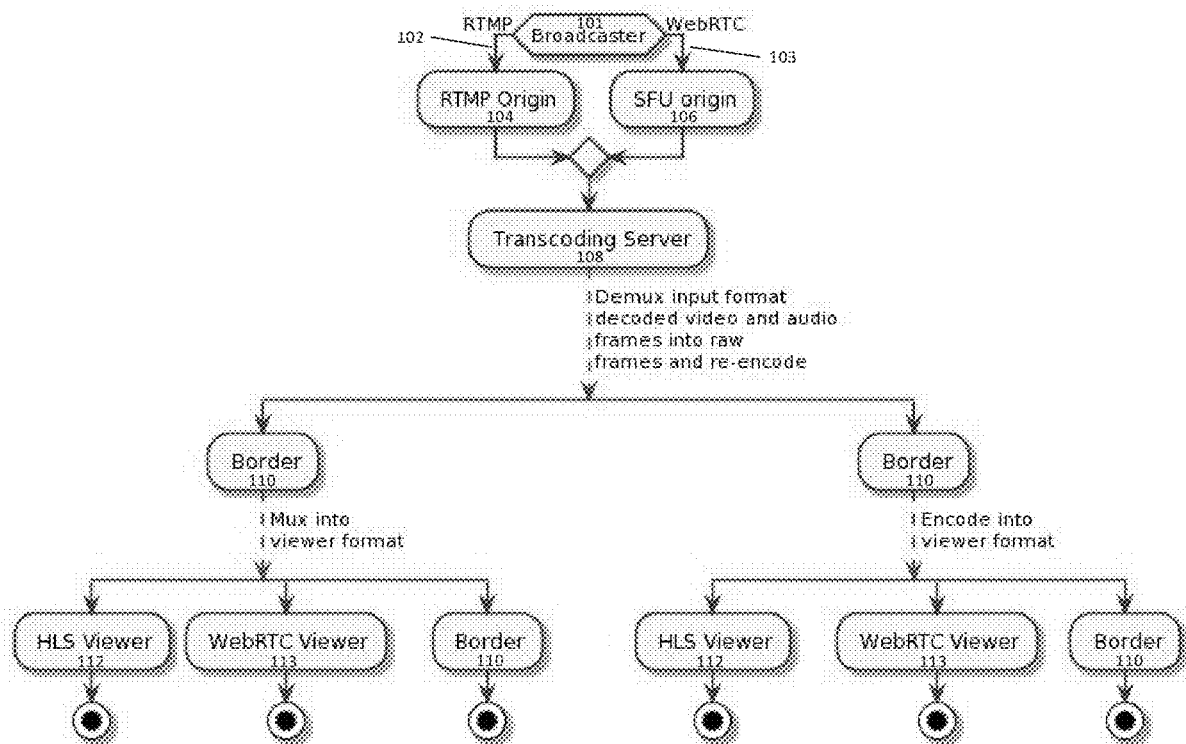 RTMP
101
WebRTC
Broadcaster
102
103
RTMP Origin
104
SFU origin
106
Transcoding Server
108
Demux input format
decoded video and audio
frames into raw
frames and re-encode
Border
110
Border
110
Mux into
viewer format
Encode into
viewer format
HLS Viewer
112
WebRTC Viewer
113
Border
110
HLS Viewer
112
WebRTC Viewer
113
Border
110